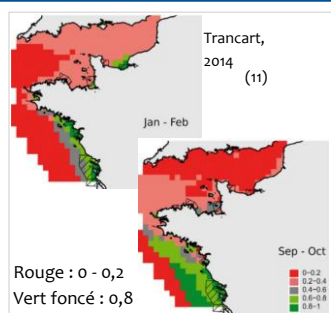 Trancart,
2014
(11)
Jan - Feb
Sep - Oct
Rouge : 0 - 0,2
Vert foncé : 0,8
0-0.2
0.2-0.4
0.4-0.6
0.6-0.8
0.8-1